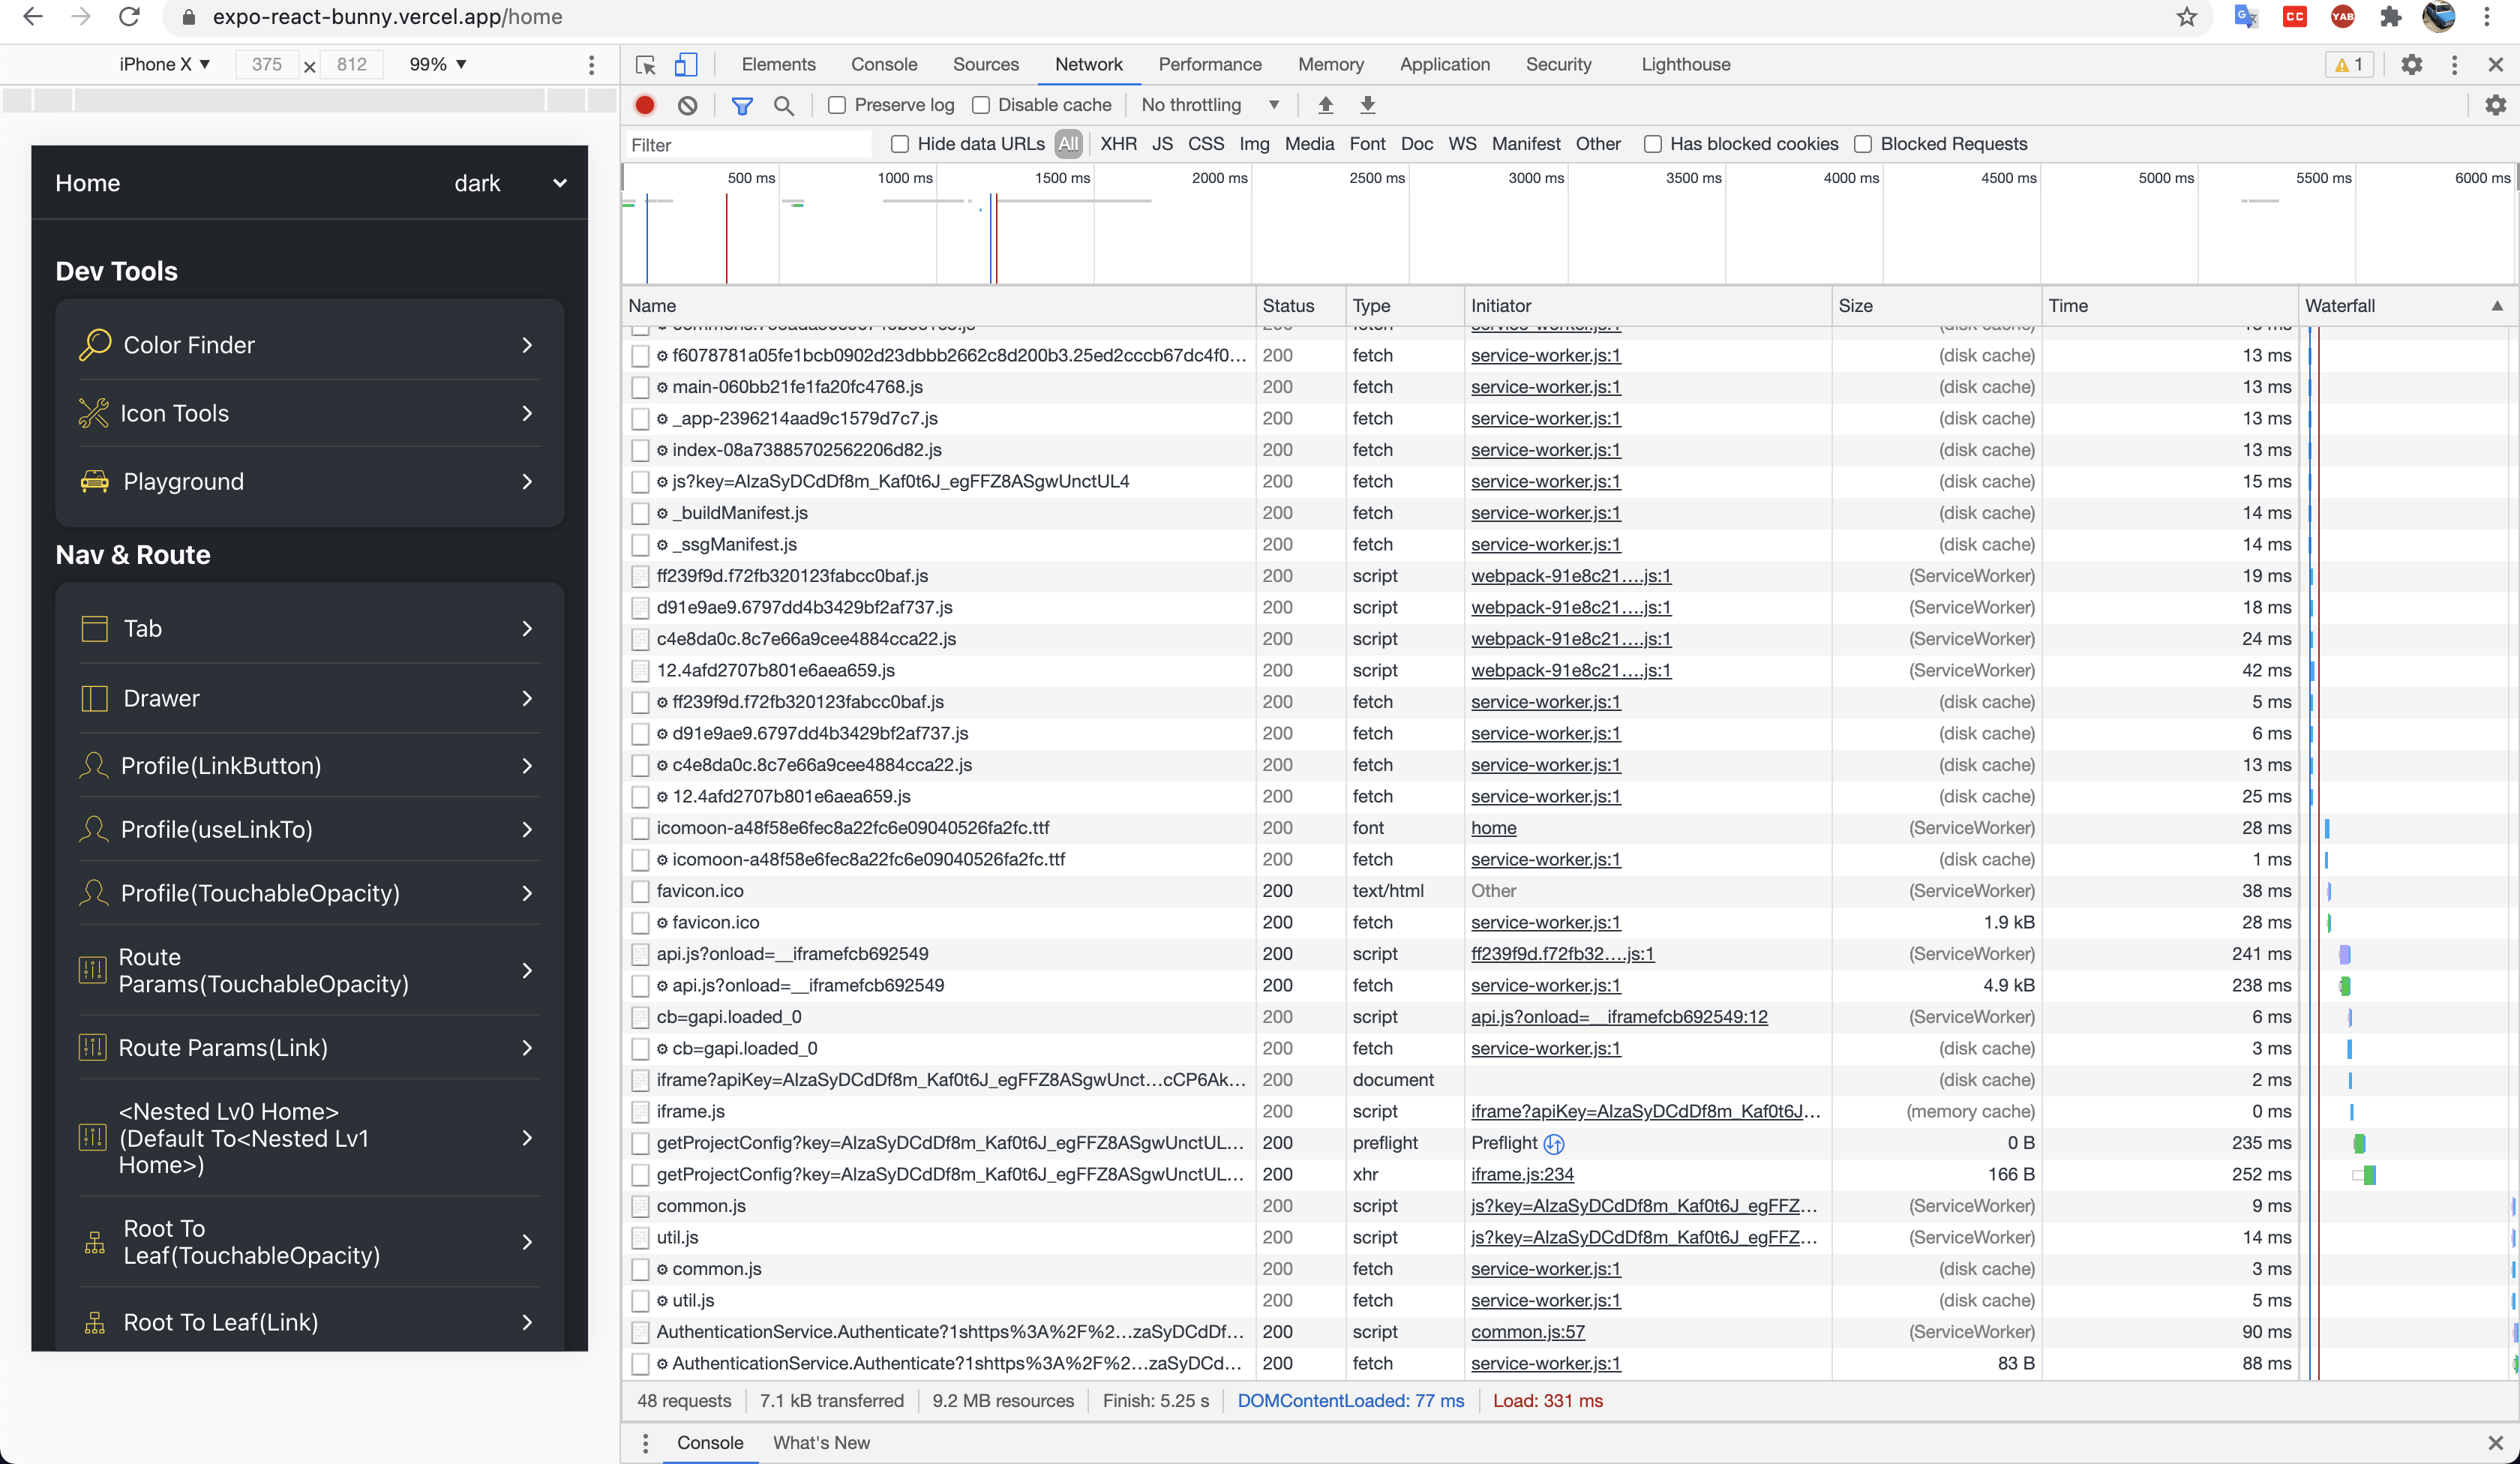 expo-react-bunny.vercel.app/home
iPhone X ▼ 375 × 812 99% ▼
Home dark
Dev Tools
Color Finder
Icon Tools
Playground
Nav & Route
Tab
Drawer
Profile(LinkButton)
Profile(useLinkTo)
Profile(TouchableOpacity)
Route
Params(TouchableOpacity)
Route Params(Link)
<Nested Lv0 Home>
(Default To<Nested Lv1
Home>)
Root To
Leaf(TouchableOpacity)
Root To Leaf(Link)
Elements Console Sources Network Performance Memory Application Security Lighthouse 1
Preserve log Disable cache No throttling ▼
Filter Hide data URLs All XHR JS CSS Img Media Font Doc WS Manifest Other Has blocked cookies Blocked Requests
500 ms 1000 ms 1500 ms 2000 ms 2500 ms 3000 ms 3500 ms 4000 ms 4500 ms 5000 ms 5500 ms 6000 ms
Name Status Type Initiator Size Time Waterfall ▲
f6078781a05fe1bcb0902d23dbbb2662c8d200b3.25ed2cccb67dc4f0... 200 fetch service-worker.js:1 (disk cache) 13 ms
main-060bb21fe1fa20fc4768.js 200 fetch service-worker.js:1 (disk cache) 13 ms
_app-2396214aad9c1579d7c7.js 200 fetch service-worker.js:1 (disk cache) 13 ms
index-08a73885702562206d82.js 200 fetch service-worker.js:1 (disk cache) 13 ms
js?key=AIzaSyDCdDf8m_Kaf0t6J_egFFZ8ASgwUnctUL4 200 fetch service-worker.js:1 (disk cache) 15 ms
_buildManifest.js 200 fetch service-worker.js:1 (disk cache) 14 ms
_ssgManifest.js 200 fetch service-worker.js:1 (disk cache) 14 ms
ff239f9d.f72fb320123fabcc0baf.js 200 script webpack-91e8c21....js:1 (ServiceWorker) 19 ms
d91e9ae9.6797dd4b3429bf2af737.js 200 script webpack-91e8c21....js:1 (ServiceWorker) 18 ms
c4e8da0c.8c7e66a9cee4884cca22.js 200 script webpack-91e8c21....js:1 (ServiceWorker) 24 ms
12.4afd2707b801e6aea659.js 200 script webpack-91e8c21....js:1 (ServiceWorker) 42 ms
ff239f9d.f72fb320123fabcc0baf.js 200 fetch service-worker.js:1 (disk cache) 5 ms
d91e9ae9.6797dd4b3429bf2af737.js 200 fetch service-worker.js:1 (disk cache) 6 ms
c4e8da0c.8c7e66a9cee4884cca22.js 200 fetch service-worker.js:1 (disk cache) 13 ms
12.4afd2707b801e6aea659.js 200 fetch service-worker.js:1 (disk cache) 25 ms
icomoon-a48f58e6fec8a22fc6e09040526fa2fc.ttf 200 font home (ServiceWorker) 28 ms
icomoon-a48f58e6fec8a22fc6e09040526fa2fc.ttf 200 fetch service-worker.js:1 (disk cache) 1 ms
favicon.ico 200 text/html Other (ServiceWorker) 38 ms
favicon.ico 200 fetch service-worker.js:1 1.9 kB 28 ms
api.js?onload=__iframefcb692549 200 script ff239f9d.f72fb32....js:1 (ServiceWorker) 241 ms
api.js?onload=__iframefcb692549 200 fetch service-worker.js:1 4.9 kB 238 ms
cb=gapi.loaded_0 200 script api.js?onload=__iframefcb692549:12 (ServiceWorker) 6 ms
cb=gapi.loaded_0 200 fetch service-worker.js:1 (disk cache) 3 ms
iframe?apiKey=AIzaSyDCdDf8m_Kaf0t6J_egFFZ8ASgwUnct...cCP6Ak... 200 document (disk cache) 2 ms
iframe.js 200 script iframe?apiKey=AIzaSyDCdDf8m_Kaf0t6J... (memory cache) 0 ms
getProjectConfig?key=AIzaSyDCdDf8m_Kaf0t6J_egFFZ8ASgwUnctUL... 200 preflight Preflight 0 B 235 ms
getProjectConfig?key=AIzaSyDCdDf8m_Kaf0t6J_egFFZ8ASgwUnctUL... 200 xhr iframe.js:234 166 B 252 ms
common.js 200 script js?key=AIzaSyDCdDf8m_Kaf0t6J_egFFZ... (ServiceWorker) 9 ms
util.js 200 script js?key=AIzaSyDCdDf8m_Kaf0t6J_egFFZ... (ServiceWorker) 14 ms
common.js 200 fetch service-worker.js:1 (disk cache) 3 ms
util.js 200 fetch service-worker.js:1 (disk cache) 5 ms
AuthenticationService.Authenticate?1shttps%3A%2F%2...zaSyDCdDf... 200 script common.js:57 (ServiceWorker) 90 ms
AuthenticationService.Authenticate?1shttps%3A%2F%2...zaSyDCd... 200 fetch service-worker.js:1 83 B 88 ms
48 requests 7.1 kB transferred 9.2 MB resources Finish: 5.25 s DOMContentLoaded: 77 ms Load: 331 ms
Console What's New